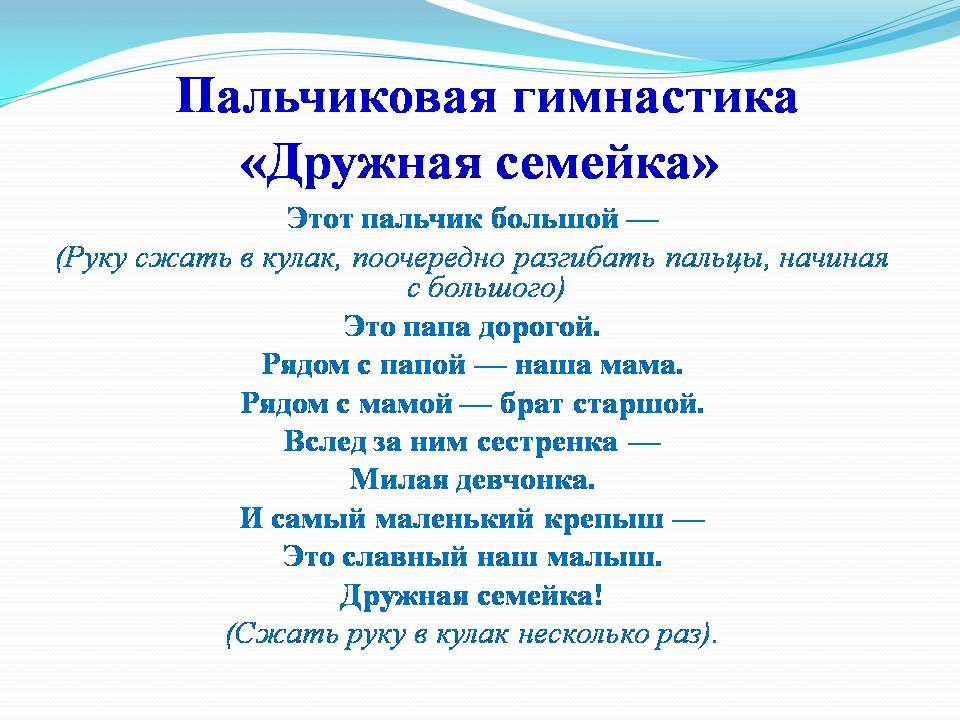 Пальчиковая гимнастика
«Дружная семейка»
Этот пальчик большой —
(Руку сжать в кулак, поочередно разгибать пальцы, начиная
с большого)
Это папа дорогой.
Рядом с папой — наша мама.
Рядом с мамой — брат старшой.
Вслед за ним сестренка —
Милая девчонка.
И самый маленький крепыш —
Это славный наш малыш.
Дружная семейка!
(Сжать руку в кулак несколько раз).